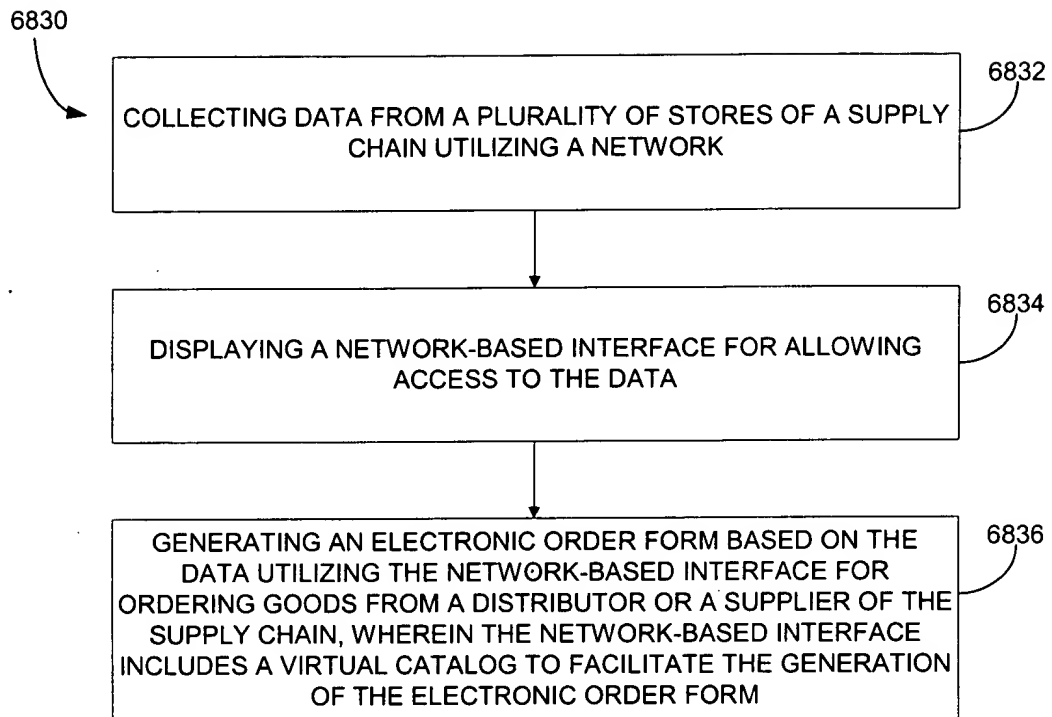 6830
6832
COLLECTING DATA FROM A PLURALITY OF STORES OF A SUPPLY
CHAIN UTILIZING A NETWORK
6834
DISPLAYING A NETWORK-BASED INTERFACE FOR ALLOWING
ACCESS TO THE DATA
6836
GENERATING AN ELECTRONIC ORDER FORM BASED ON THE
DATA UTILIZING THE NETWORK-BASED INTERFACE FOR
ORDERING GOODS FROM A DISTRIBUTOR OR A SUPPLIER OF THE
SUPPLY CHAIN, WHEREIN THE NETWORK-BASED INTERFACE
INCLUDES A VIRTUAL CATALOG TO FACILITATE THE GENERATION
OF THE ELECTRONIC ORDER FORM